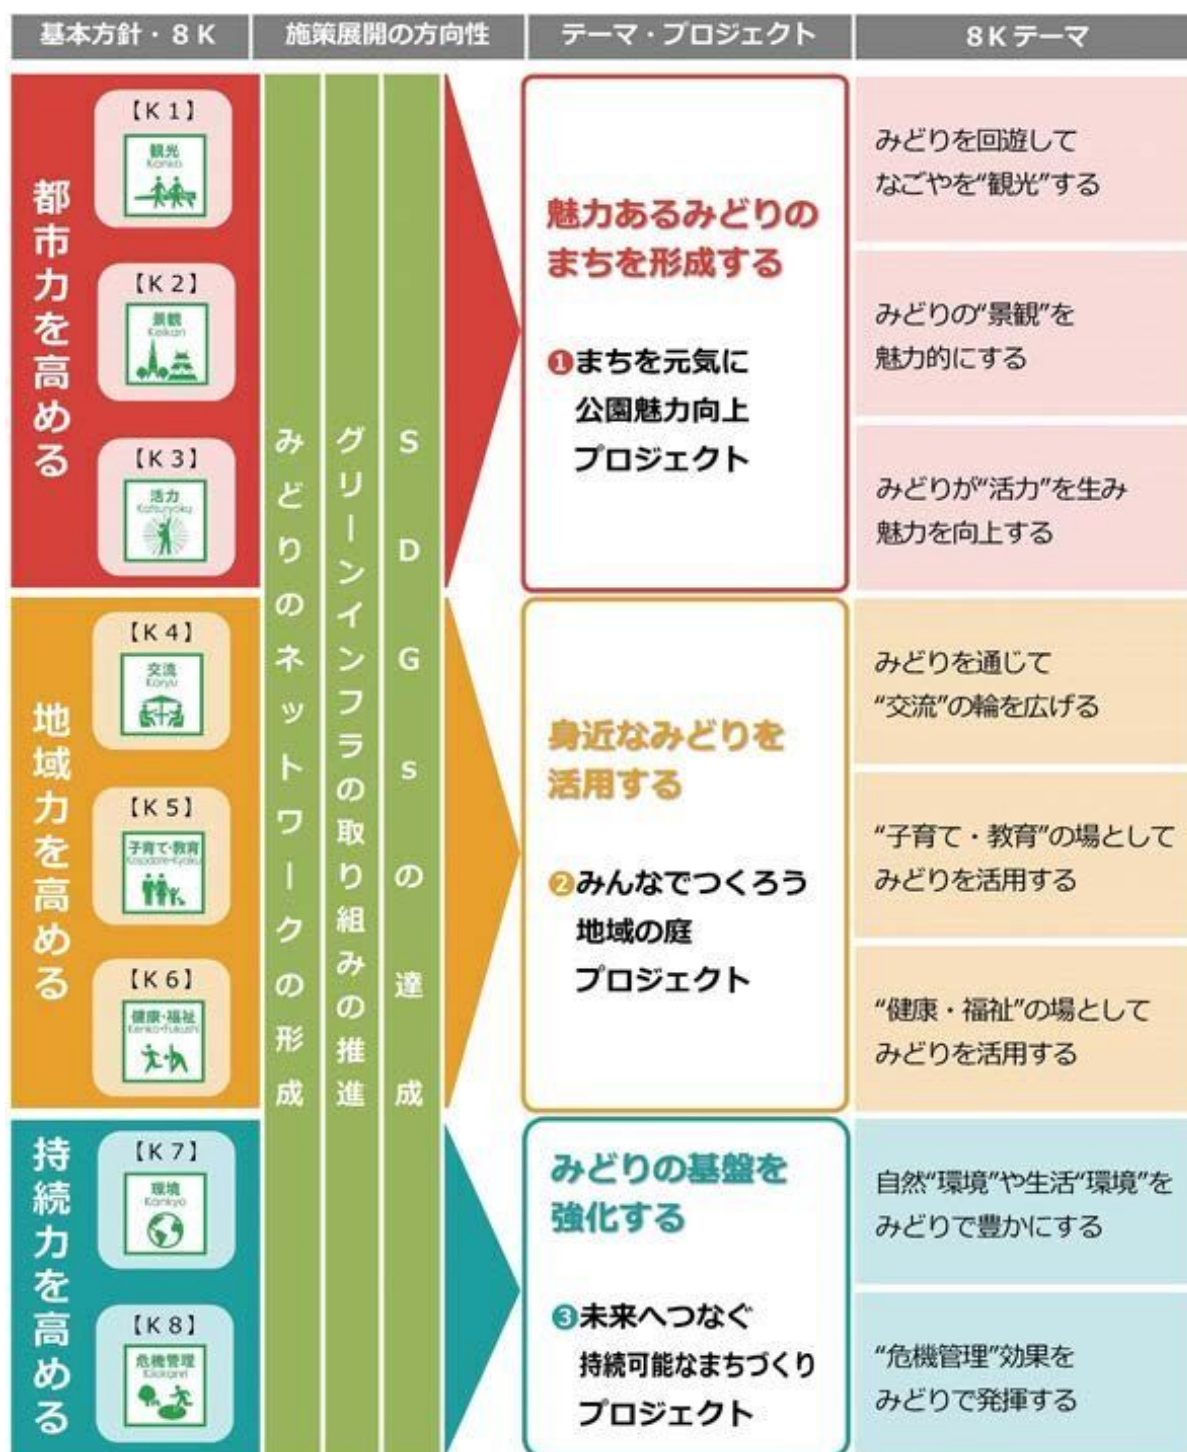 基本方針・８Ｋ
施策展開の方向性
テーマ・プロジェクト
８Ｋテーマ
都市力を高める
【Ｋ１】
観光
Kanko
【Ｋ２】
景観
Keikan
【Ｋ３】
活力
Katsuryoku
地域力を高める
【Ｋ４】
交流
Koryu
【Ｋ５】
子育て・教育
Kosodate・Kyoiku
【Ｋ６】
健康・福祉
Kenko・Fukushi
持続力を高める
【Ｋ７】
環境
Kankyo
【Ｋ８】
危機管理
みどりのネットワークの形成
グリーンインフラの取り組みの推進
ＳＤＧｓの達成
魅力あるみどりの
まちを形成する
❶まちを元気に
公園魅力向上
プロジェクト
身近なみどりを
活用する
❷みんなでつくろう
地域の庭
プロジェクト
みどりの基盤を
強化する
❸未来へつなぐ
持続可能なまちづくり
プロジェクト
みどりを回遊して
なごやを“観光”する
みどりの“景観”を
魅力的にする
みどりが“活力”を生み
魅力を向上する
みどりを通じて
“交流”の輪を広げる
“子育て・教育”の場として
みどりを活用する
“健康・福祉”の場として
みどりを活用する
自然“環境”や生活“環境”を
みどりで豊かにする
“危機管理”効果を
みどりで発揮する